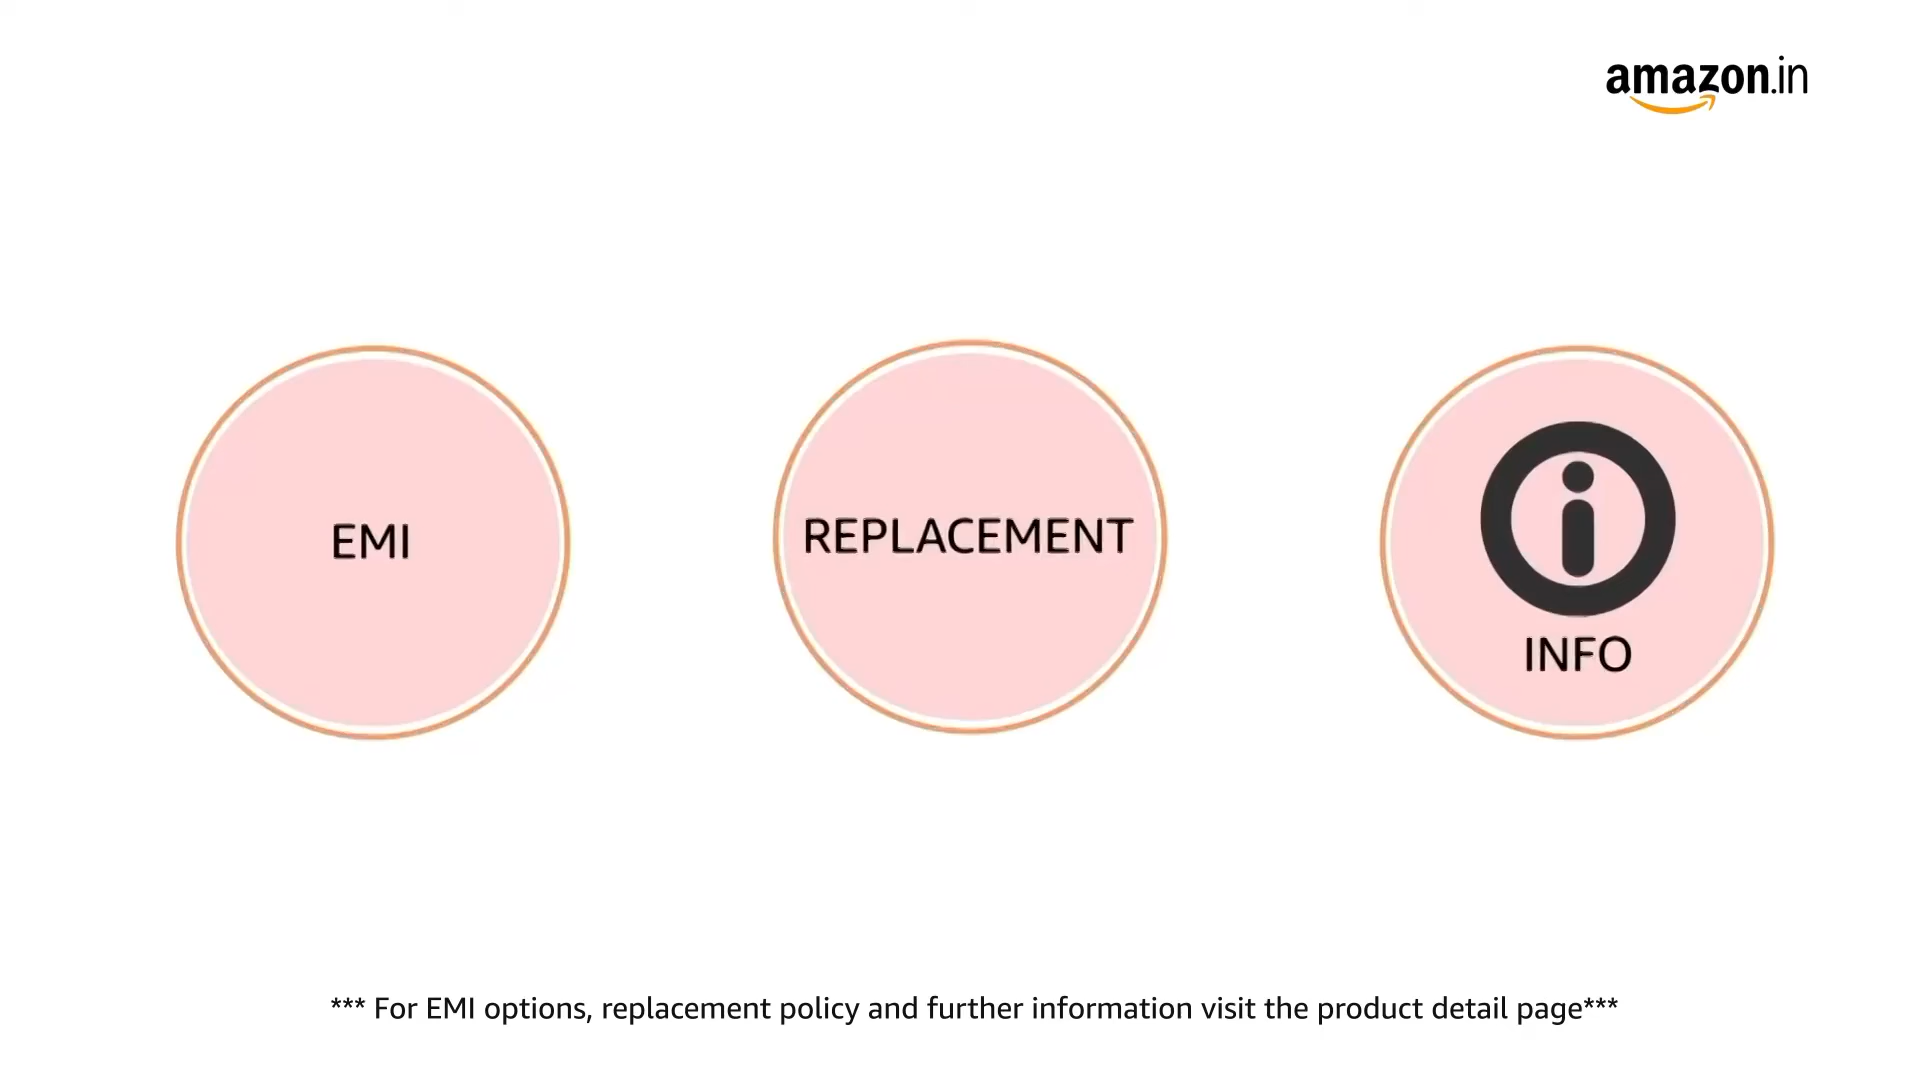 amazon.in
EMI
REPLACEMENT
INFO
*** For EMI options, replacement policy and further information visit the product detail page***